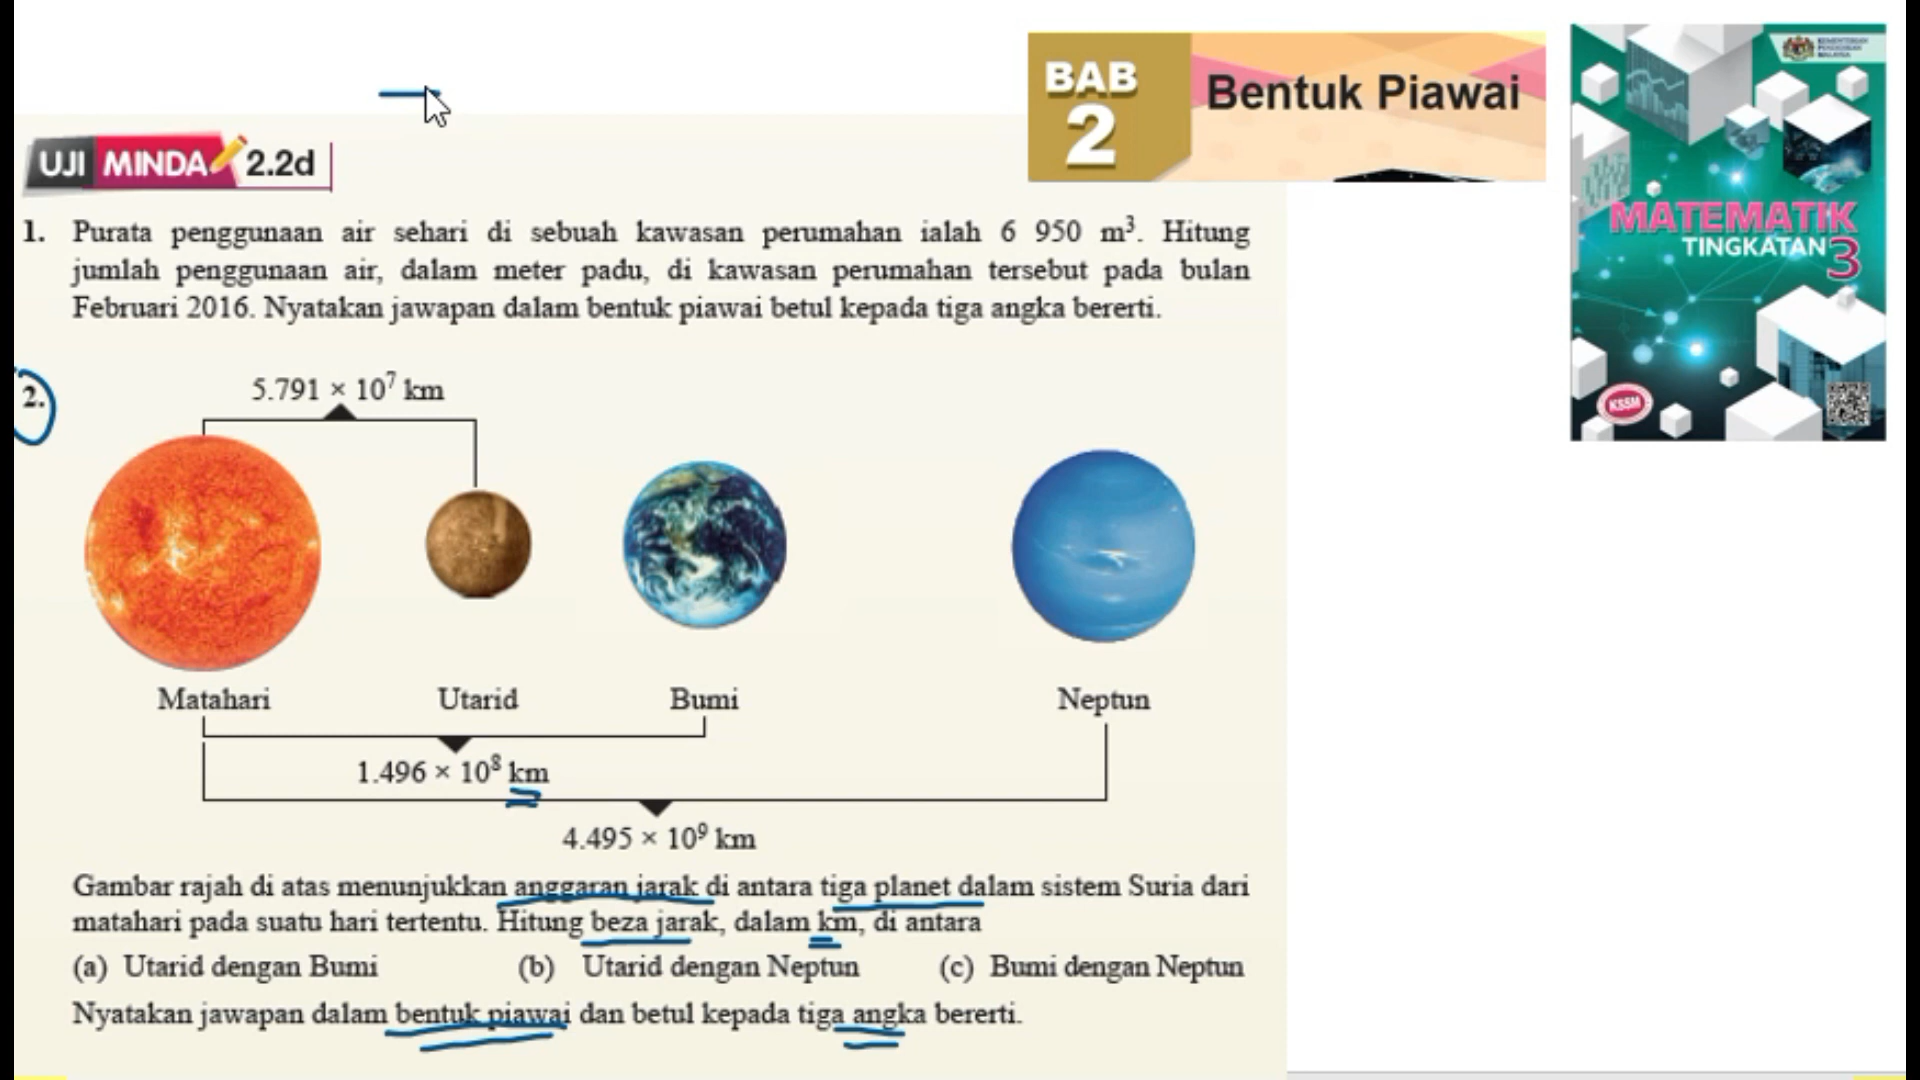 BAB
2
Bentuk Piawai
KEMENTERIAN
PENDIDIKAN
MALAYSIA
MATEMATIK
TINGKATAN 3
KSSM
UJI MINDA 2.2d
1. Purata penggunaan air sehari di sebuah kawasan perumahan ialah 6 950 m³. Hitung
jumlah penggunaan air, dalam meter padu, di kawasan perumahan tersebut pada bulan
Februari 2016. Nyatakan jawapan dalam bentuk piawai betul kepada tiga angka bererti.
2.
5.791 × 10⁷ km
Matahari Utarid Bumi Neptun
1.496 × 10⁸ km
4.495 × 10⁹ km
Gambar rajah di atas menunjukkan anggaran jarak di antara tiga planet dalam sistem Suria dari
matahari pada suatu hari tertentu. Hitung beza jarak, dalam km, di antara
(a) Utarid dengan Bumi (b) Utarid dengan Neptun (c) Bumi dengan Neptun
Nyatakan jawapan dalam bentuk piawai dan betul kepada tiga angka bererti.